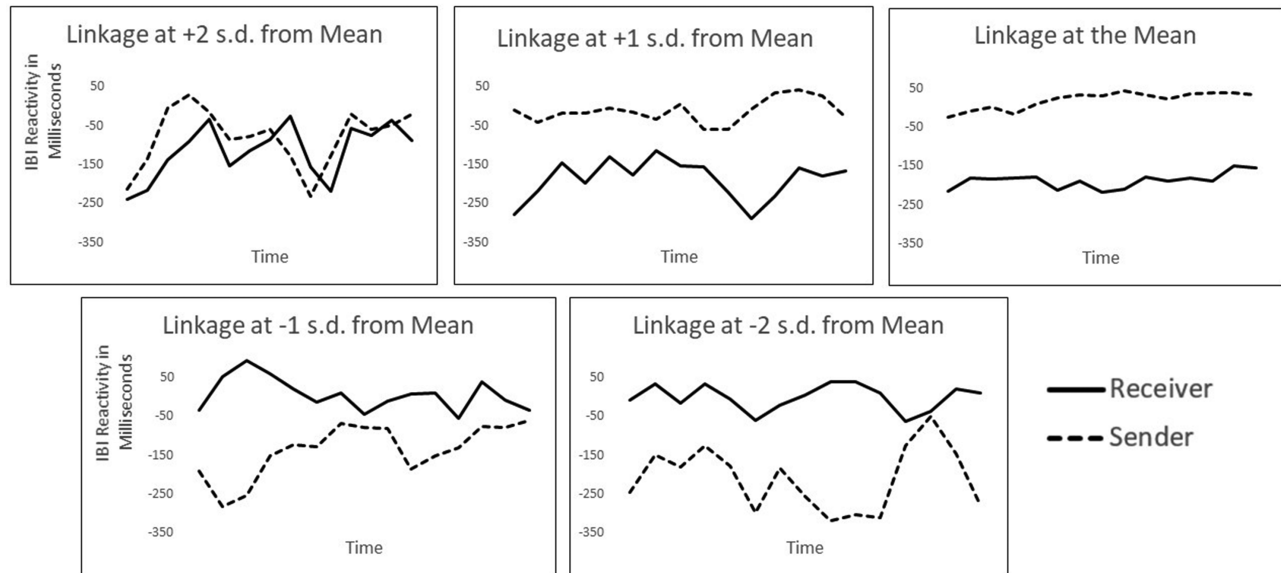 Linkage at +2 s.d. from Mean
IBI Reactivity in
Milliseconds
50
-50
-150
-250
-350
Time
Linkage at +1 s.d. from Mean
50
-50
-150
-250
-350
Time
Linkage at the Mean
50
-50
-150
-250
-350
Time
Linkage at -1 s.d. from Mean
IBI Reactivity in
Milliseconds
50
-50
-150
-250
-350
Time
Linkage at -2 s.d. from Mean
50
-50
-150
-250
-350
Time
Receiver
Sender